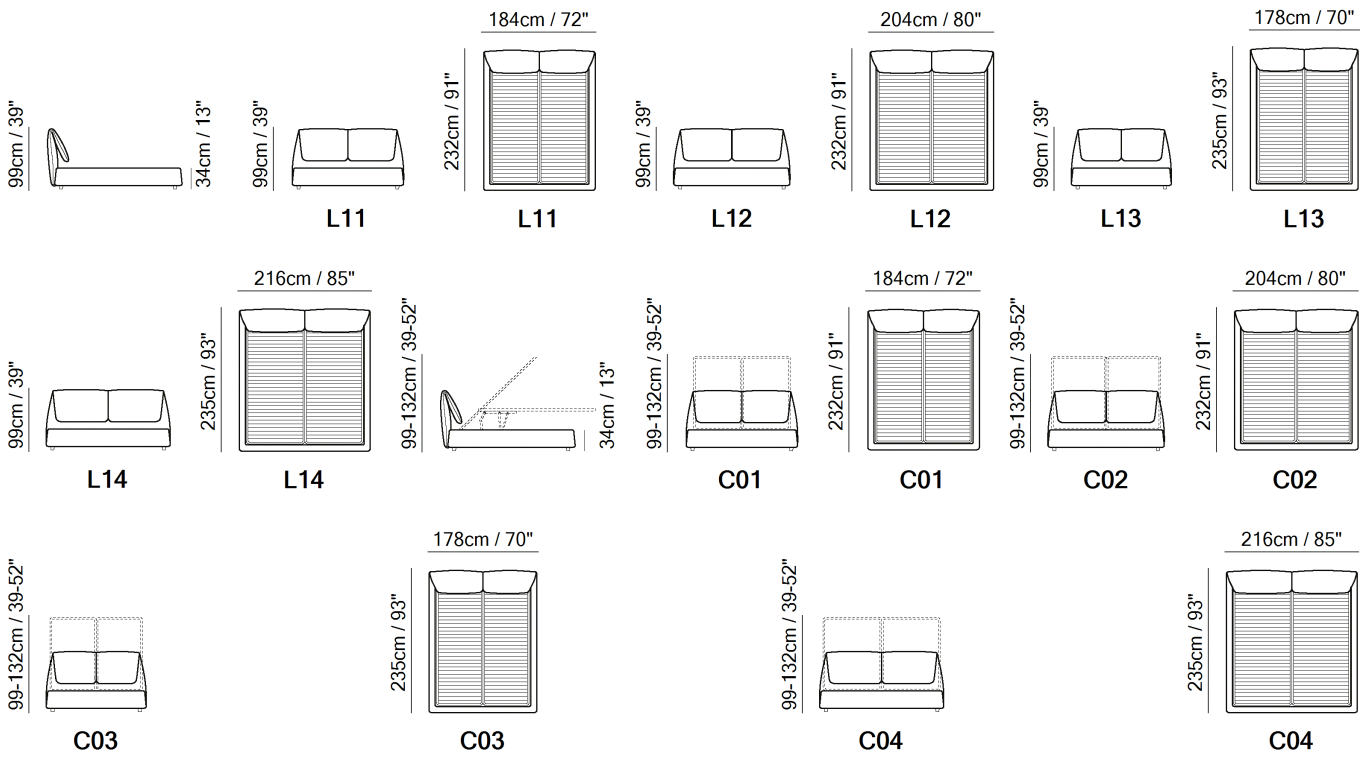 184cm / 72"
204cm / 80"
178cm / 70"
99cm / 39"
34cm / 13"
99cm / 39"
232cm / 91"
99cm / 39"
232cm / 91"
99cm / 39"
235cm / 93"
L11
L11
L12
L12
L13
L13
216cm / 85"
184cm / 72"
204cm / 80"
99cm / 39"
235cm / 93"
99-132cm / 39-52"
34cm / 13"
99-132cm / 39-52"
232cm / 91"
99-132cm / 39-52"
232cm / 91"
L14
L14
C01
C01
C02
C02
178cm / 70"
216cm / 85"
99-132cm / 39-52"
235cm / 93"
99-132cm / 39-52"
235cm / 93"
C03
C03
C04
C04